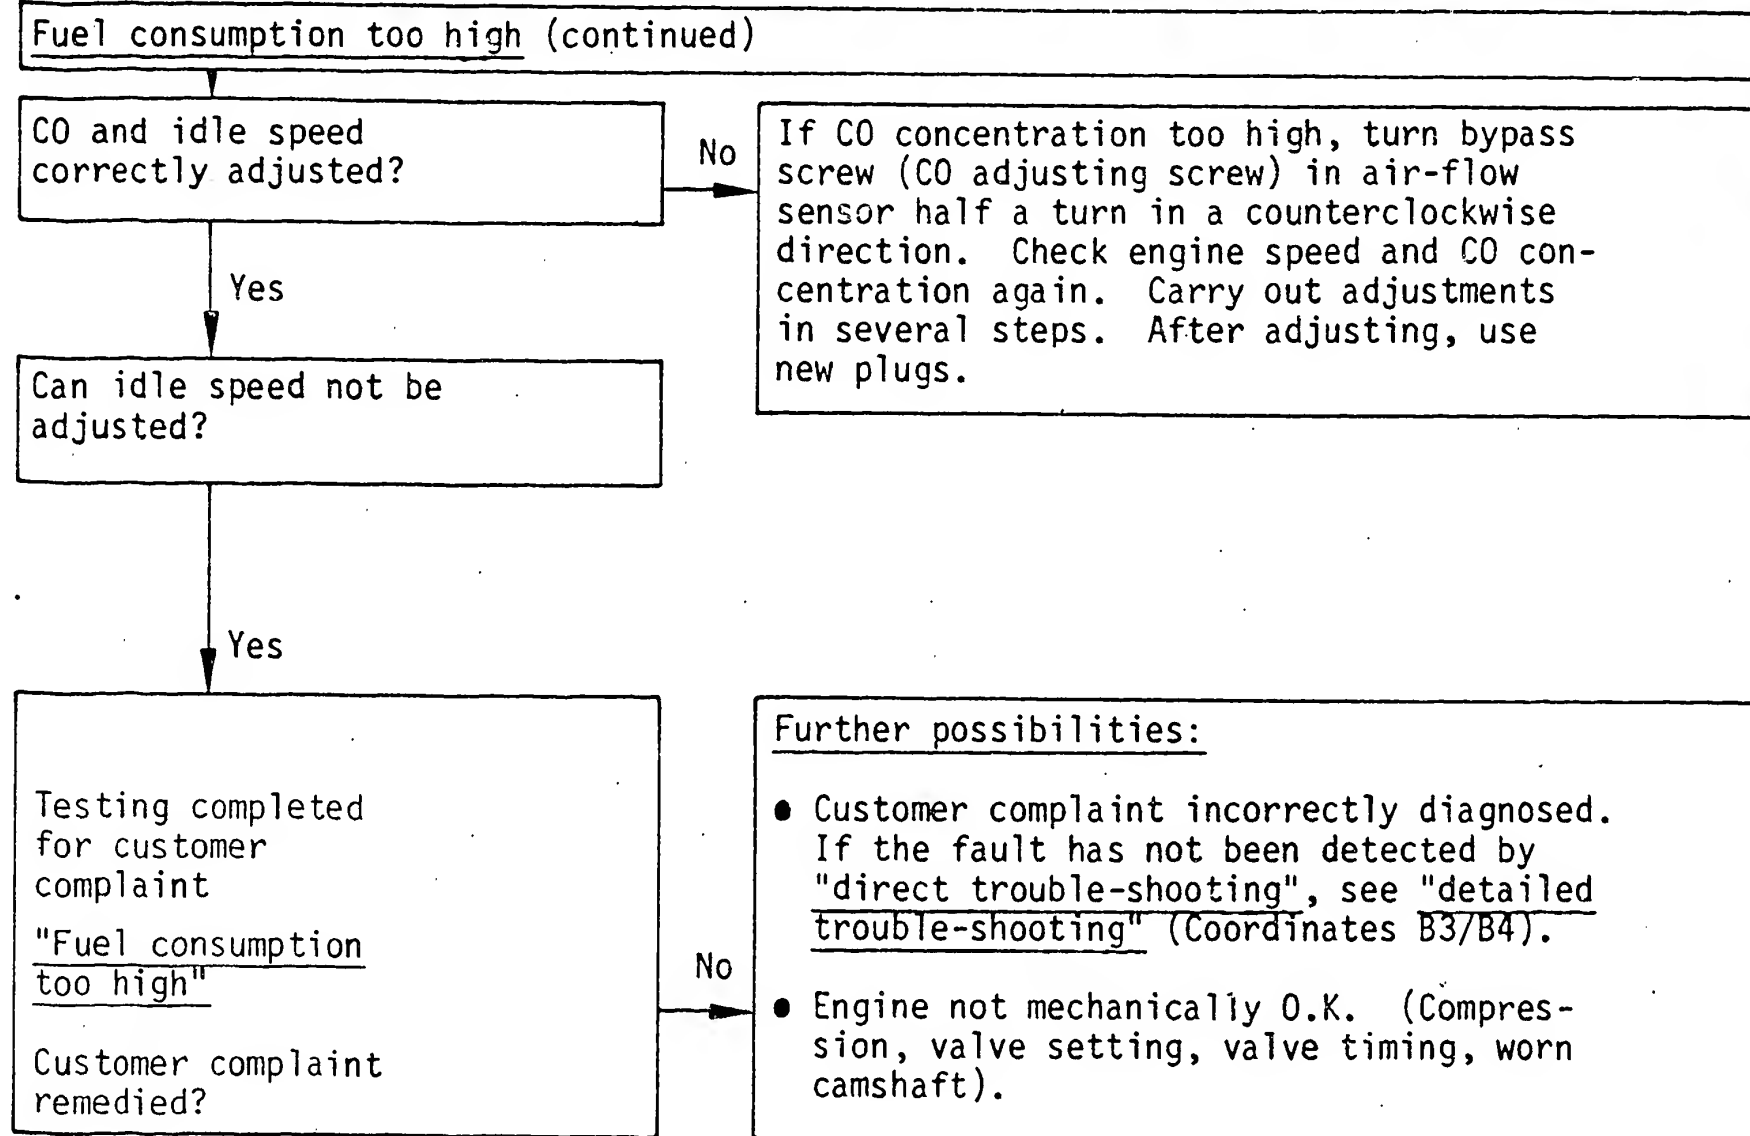 Fuel consumption too high (continued)
CO and idle speed
correctly adjusted?
No
If CO concentration too high, turn bypass
screw (CO adjusting screw) in air-flow
sensor half a turn in a counterclockwise
direction. Check engine speed and CO con-
centration again. Carry out adjustments
in several steps. After adjusting, use
new plugs.
Yes
Can idle speed not be
adjusted?
Yes
Testing completed
for customer
complaint
"Fuel consumption
too high"
Customer complaint
remedied?
No
Further possibilities:
● Customer complaint incorrectly diagnosed.
If the fault has not been detected by
"direct trouble-shooting", see "detailed
trouble-shooting" (Coordinates B3/B4).
● Engine not mechanically O.K. (Compres-
sion, valve setting, valve timing, worn
camshaft).